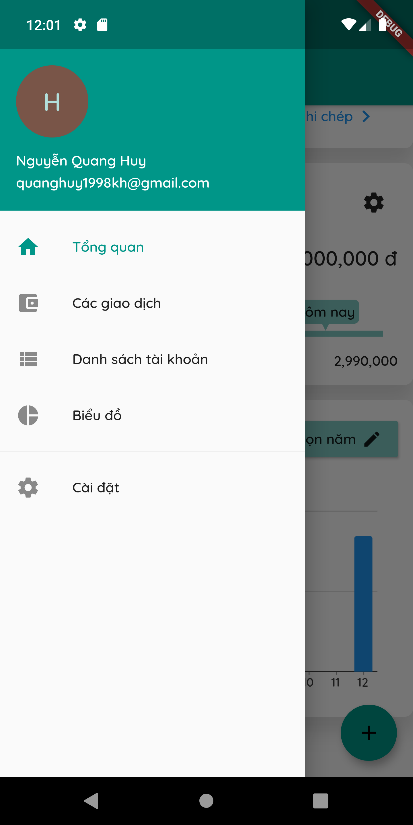 12:01
DEBUG
H
Nguyễn Quang Huy
quanghuy1998kh@gmail.com
Tổng quan
Các giao dịch
Danh sách tài khoản
Biểu đồ
Cài đặt
hi chép
000,000 đ
ôm nay
2,990,000
ọn năm
0 11 12